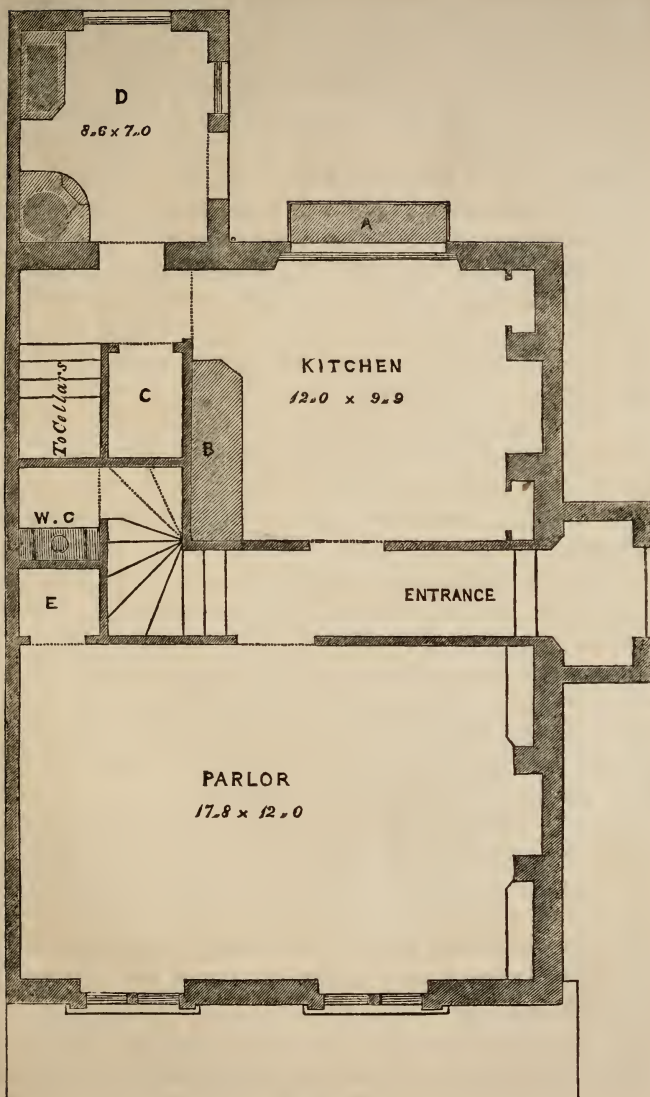 D
8„6 x 7„0
A
KITCHEN
12„0 x 9„9
To Cellars
C
B
W.C
E
ENTRANCE
PARLOR
17„8 x 12„0